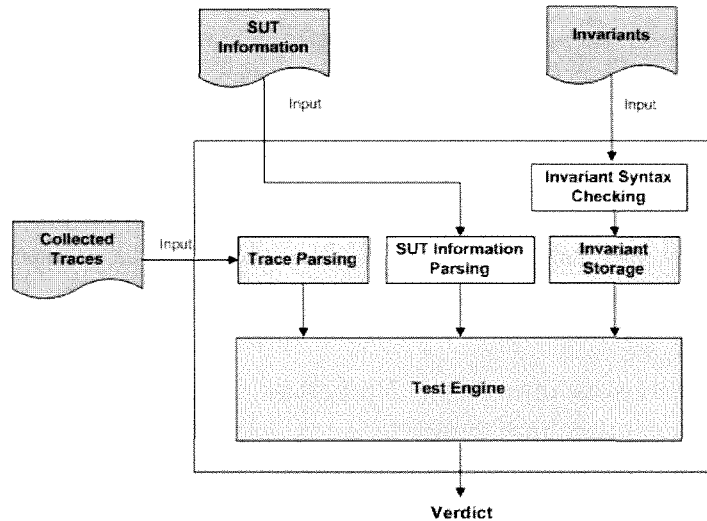 SUT
Information
Invariants
Input
Input
Invariant Syntax
Checking
Collected
Traces
Input
Trace Parsing
SUT Information
Parsing
Invariant
Storage
Test Engine
Verdict